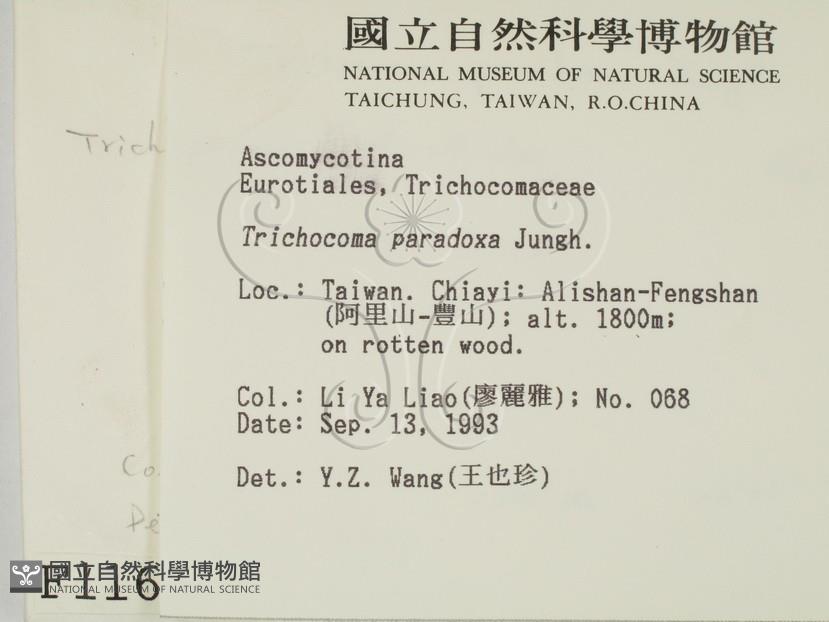 國立自然科學博物館
NATIONAL MUSEUM OF NATURAL SCIENCE
TAICHUNG, TAIWAN, R.O.CHINA
Trich
Ascomycotina
Eurotiales, Trichocomaceae
Trichocoma paradoxa Jungh.
Loc.: Taiwan. Chiayi: Alishan-Fengshan
(阿里山-豐山); alt. 1800m;
on rotten wood.
Col.: Li Ya Liao(廖麗雅); No. 068
Date: Sep. 13, 1993
Co
Det.: Y.Z. Wang(王也珍)
De
F116
國立自然科學博物館
NATIONAL MUSEUM OF NATURAL SCIENCE